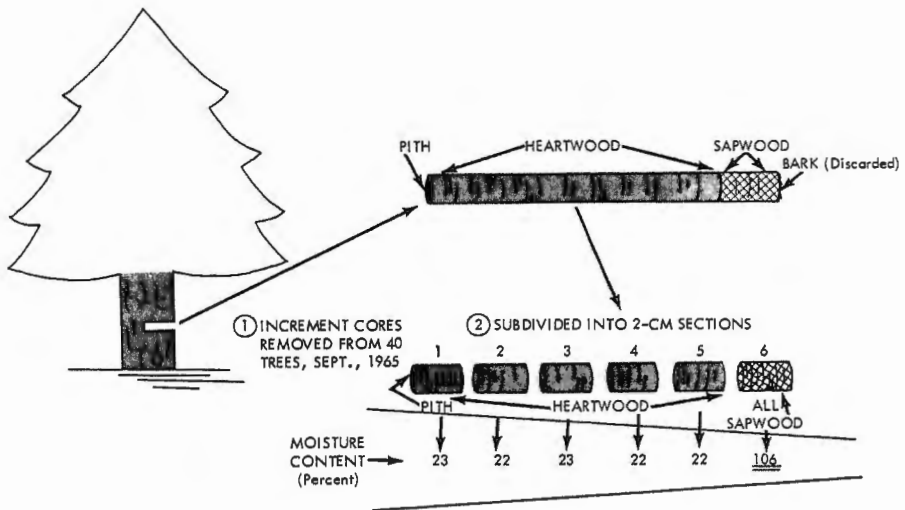 PITH
HEARTWOOD
SAPWOOD
BARK (Discarded)
1 INCREMENT CORES
REMOVED FROM 40
TREES, SEPT., 1965
2 SUBDIVIDED INTO 2-CM SECTIONS
1 2 3 4 5 6
PITH
HEARTWOOD
ALL
SAPWOOD
MOISTURE
CONTENT
(Percent)
23 22 23 22 22 106